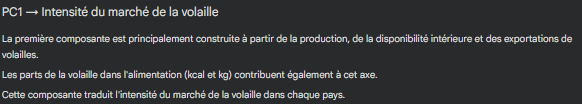 PC1 → Intensité du marché de la volaille
La première composante est principalement construite à partir de la production, de la disponibilité intérieure et des exportations de
volailles.
Les parts de la volaille dans l'alimentation (kcal et kg) contribuent également à cet axe.
Cette composante traduit l'intensité du marché de la volaille dans chaque pays.